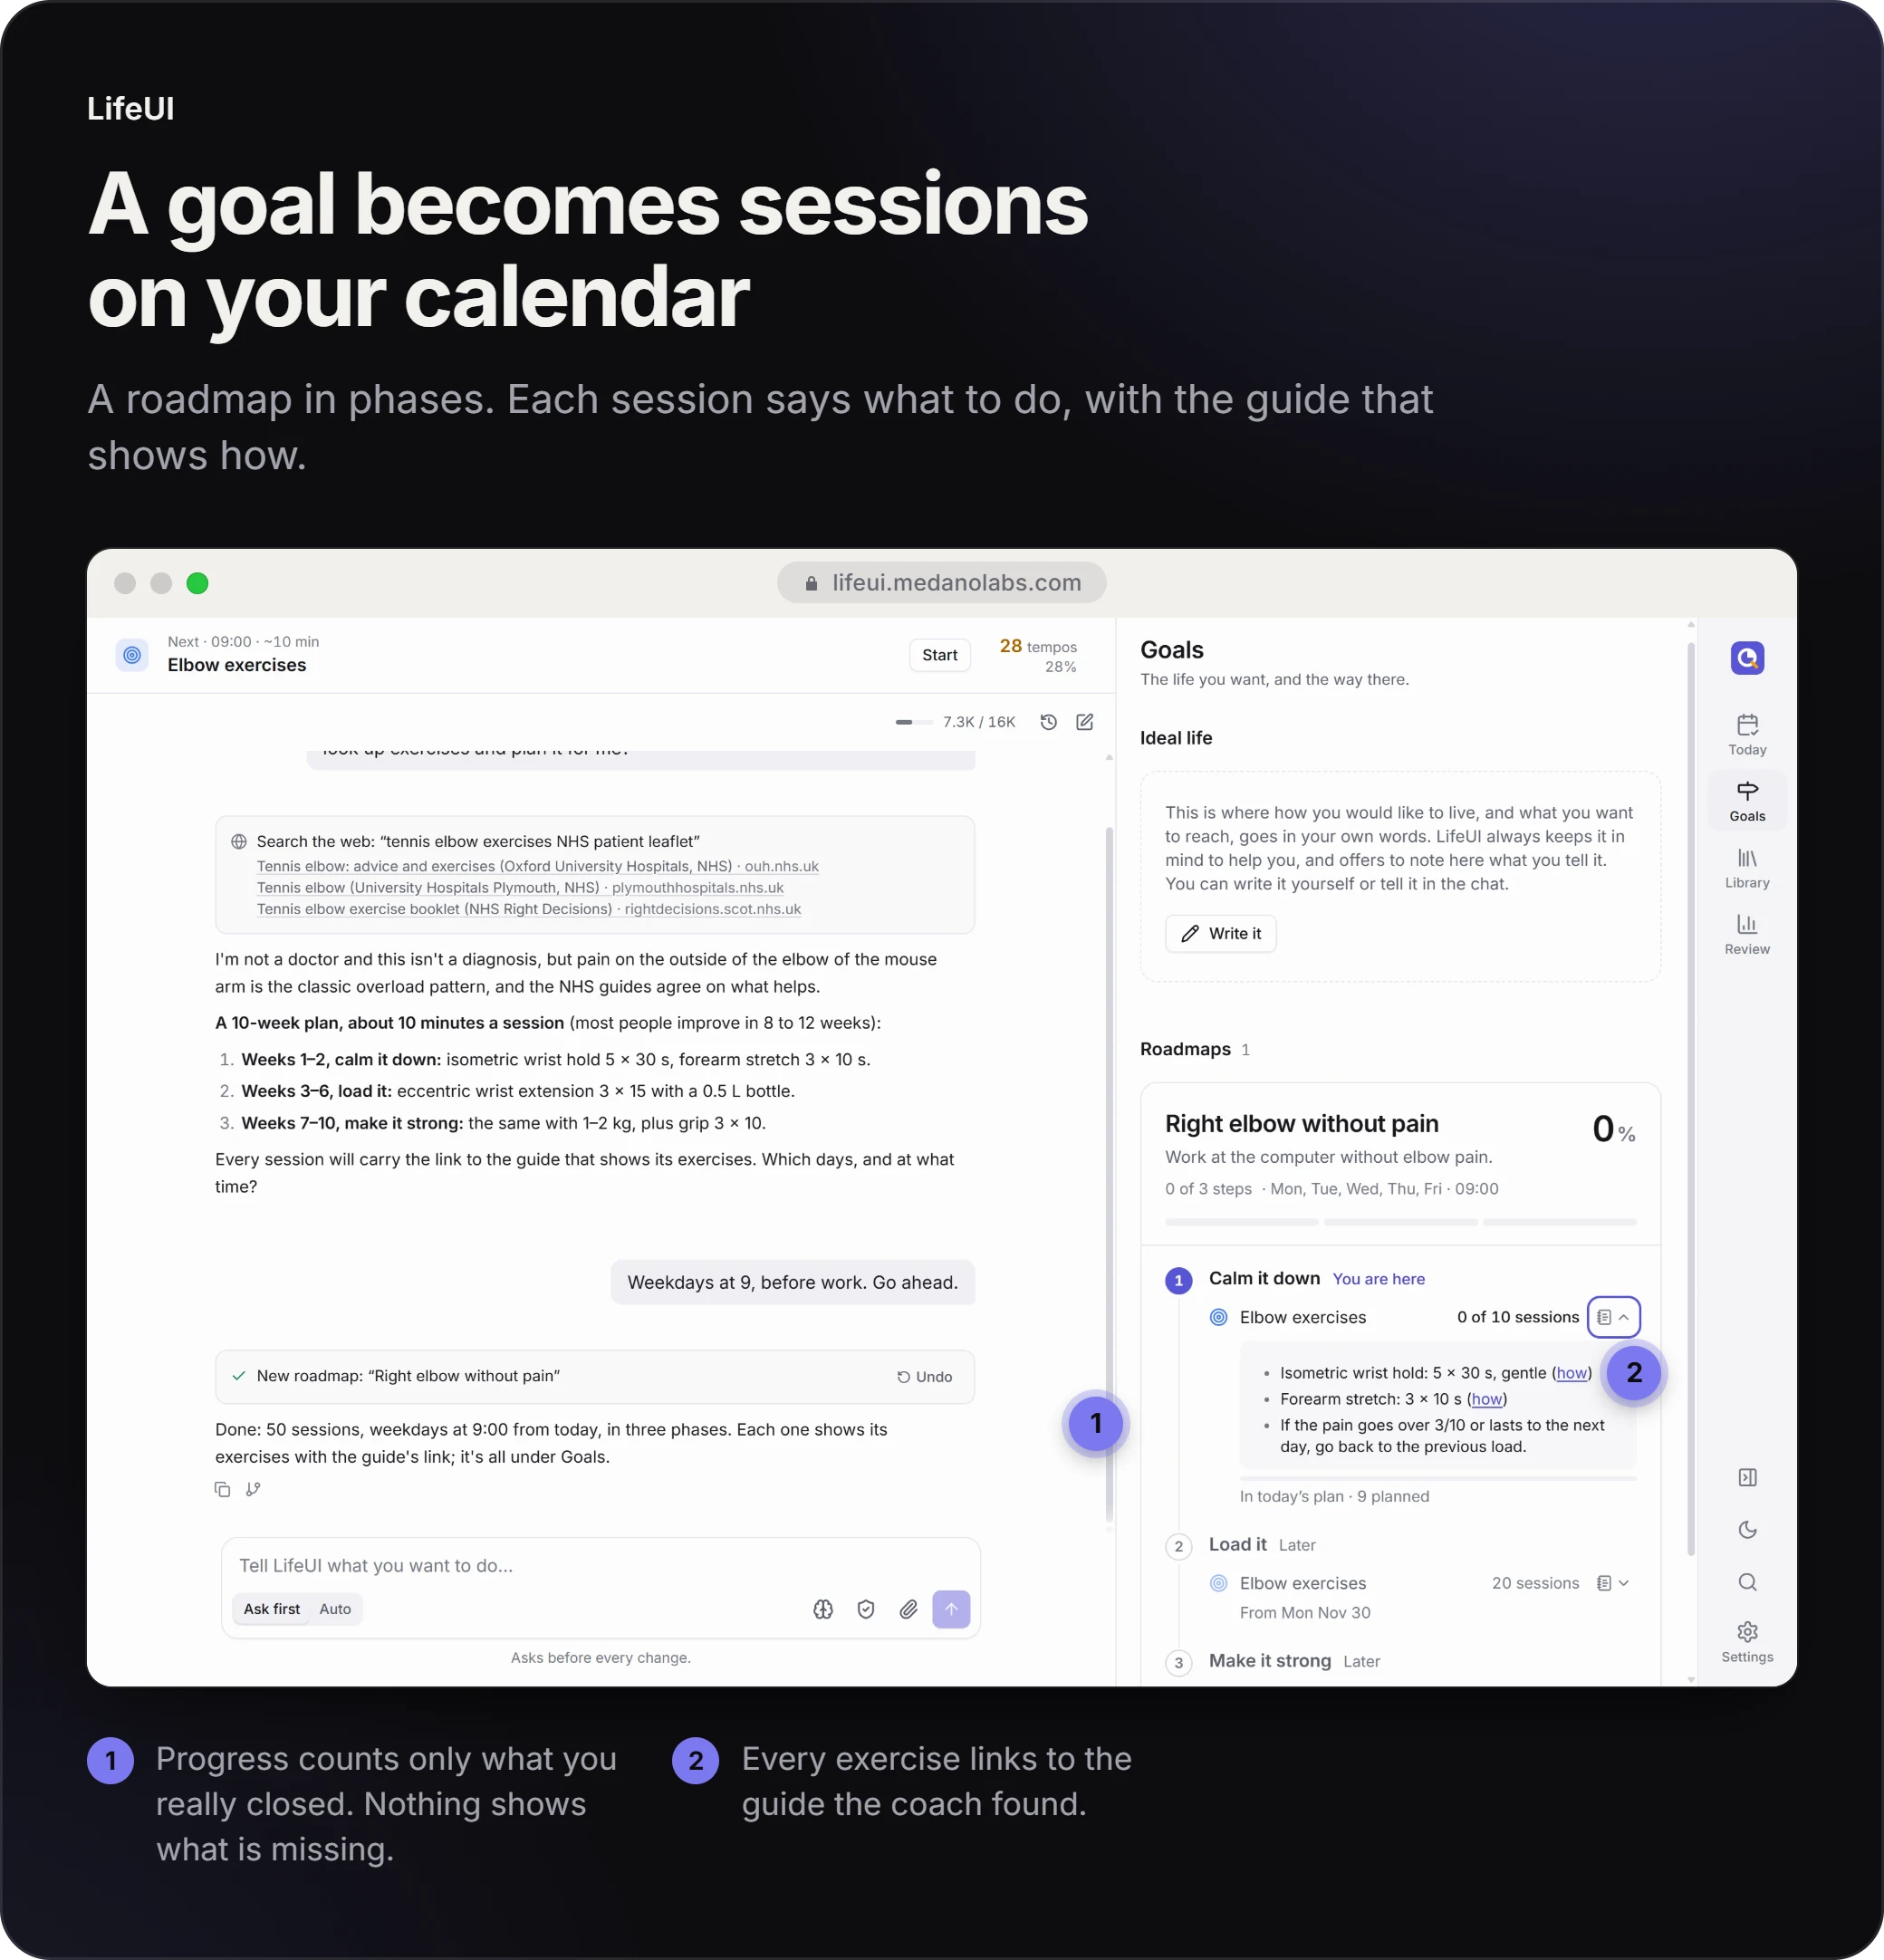 LifeUI
A goal becomes sessions
on your calendar
A roadmap in phases. Each session says what to do, with the guide that
shows how.
lifeui.medanolabs.com
Next · 09:00 · ~10 min
Elbow exercises
Start
28 tempos
28%
7.3K / 16K
look up exercises and plan it for me?
Search the web: “tennis elbow exercises NHS patient leaflet”
Tennis elbow: advice and exercises (Oxford University Hospitals, NHS) · ouh.nhs.uk
Tennis elbow (University Hospitals Plymouth, NHS) · plymouthhospitals.nhs.uk
Tennis elbow exercise booklet (NHS Right Decisions) · rightdecisions.scot.nhs.uk
I'm not a doctor and this isn't a diagnosis, but pain on the outside of the elbow of the mouse
arm is the classic overload pattern, and the NHS guides agree on what helps.
A 10-week plan, about 10 minutes a session (most people improve in 8 to 12 weeks):
1. Weeks 1–2, calm it down: isometric wrist hold 5 × 30 s, forearm stretch 3 × 10 s.
2. Weeks 3–6, load it: eccentric wrist extension 3 × 15 with a 0.5 L bottle.
3. Weeks 7–10, make it strong: the same with 1–2 kg, plus grip 3 × 10.
Every session will carry the link to the guide that shows its exercises. Which days, and at what
time?
Weekdays at 9, before work. Go ahead.
New roadmap: “Right elbow without pain”
Undo
Done: 50 sessions, weekdays at 9:00 from today, in three phases. Each one shows its
exercises with the guide's link; it's all under Goals.
Tell LifeUI what you want to do...
Ask first
Auto
Asks before every change.
1
Goals
The life you want, and the way there.
Ideal life
This is where how you would like to live, and what you want
to reach, goes in your own words. LifeUI always keeps it in
mind to help you, and offers to note here what you tell it.
You can write it yourself or tell it in the chat.
Write it
Roadmaps 1
Right elbow without pain
0%
Work at the computer without elbow pain.
0 of 3 steps · Mon, Tue, Wed, Thu, Fri · 09:00
1 Calm it down You are here
Elbow exercises
0 of 10 sessions
• Isometric wrist hold: 5 × 30 s, gentle (how)
• Forearm stretch: 3 × 10 s (how)
• If the pain goes over 3/10 or lasts to the next
day, go back to the previous load.
2
In today’s plan · 9 planned
2 Load it Later
Elbow exercises
20 sessions
From Mon Nov 30
3 Make it strong Later
Today
Goals
Library
Review
Settings
1 Progress counts only what you
really closed. Nothing shows
what is missing.
2 Every exercise links to the
guide the coach found.